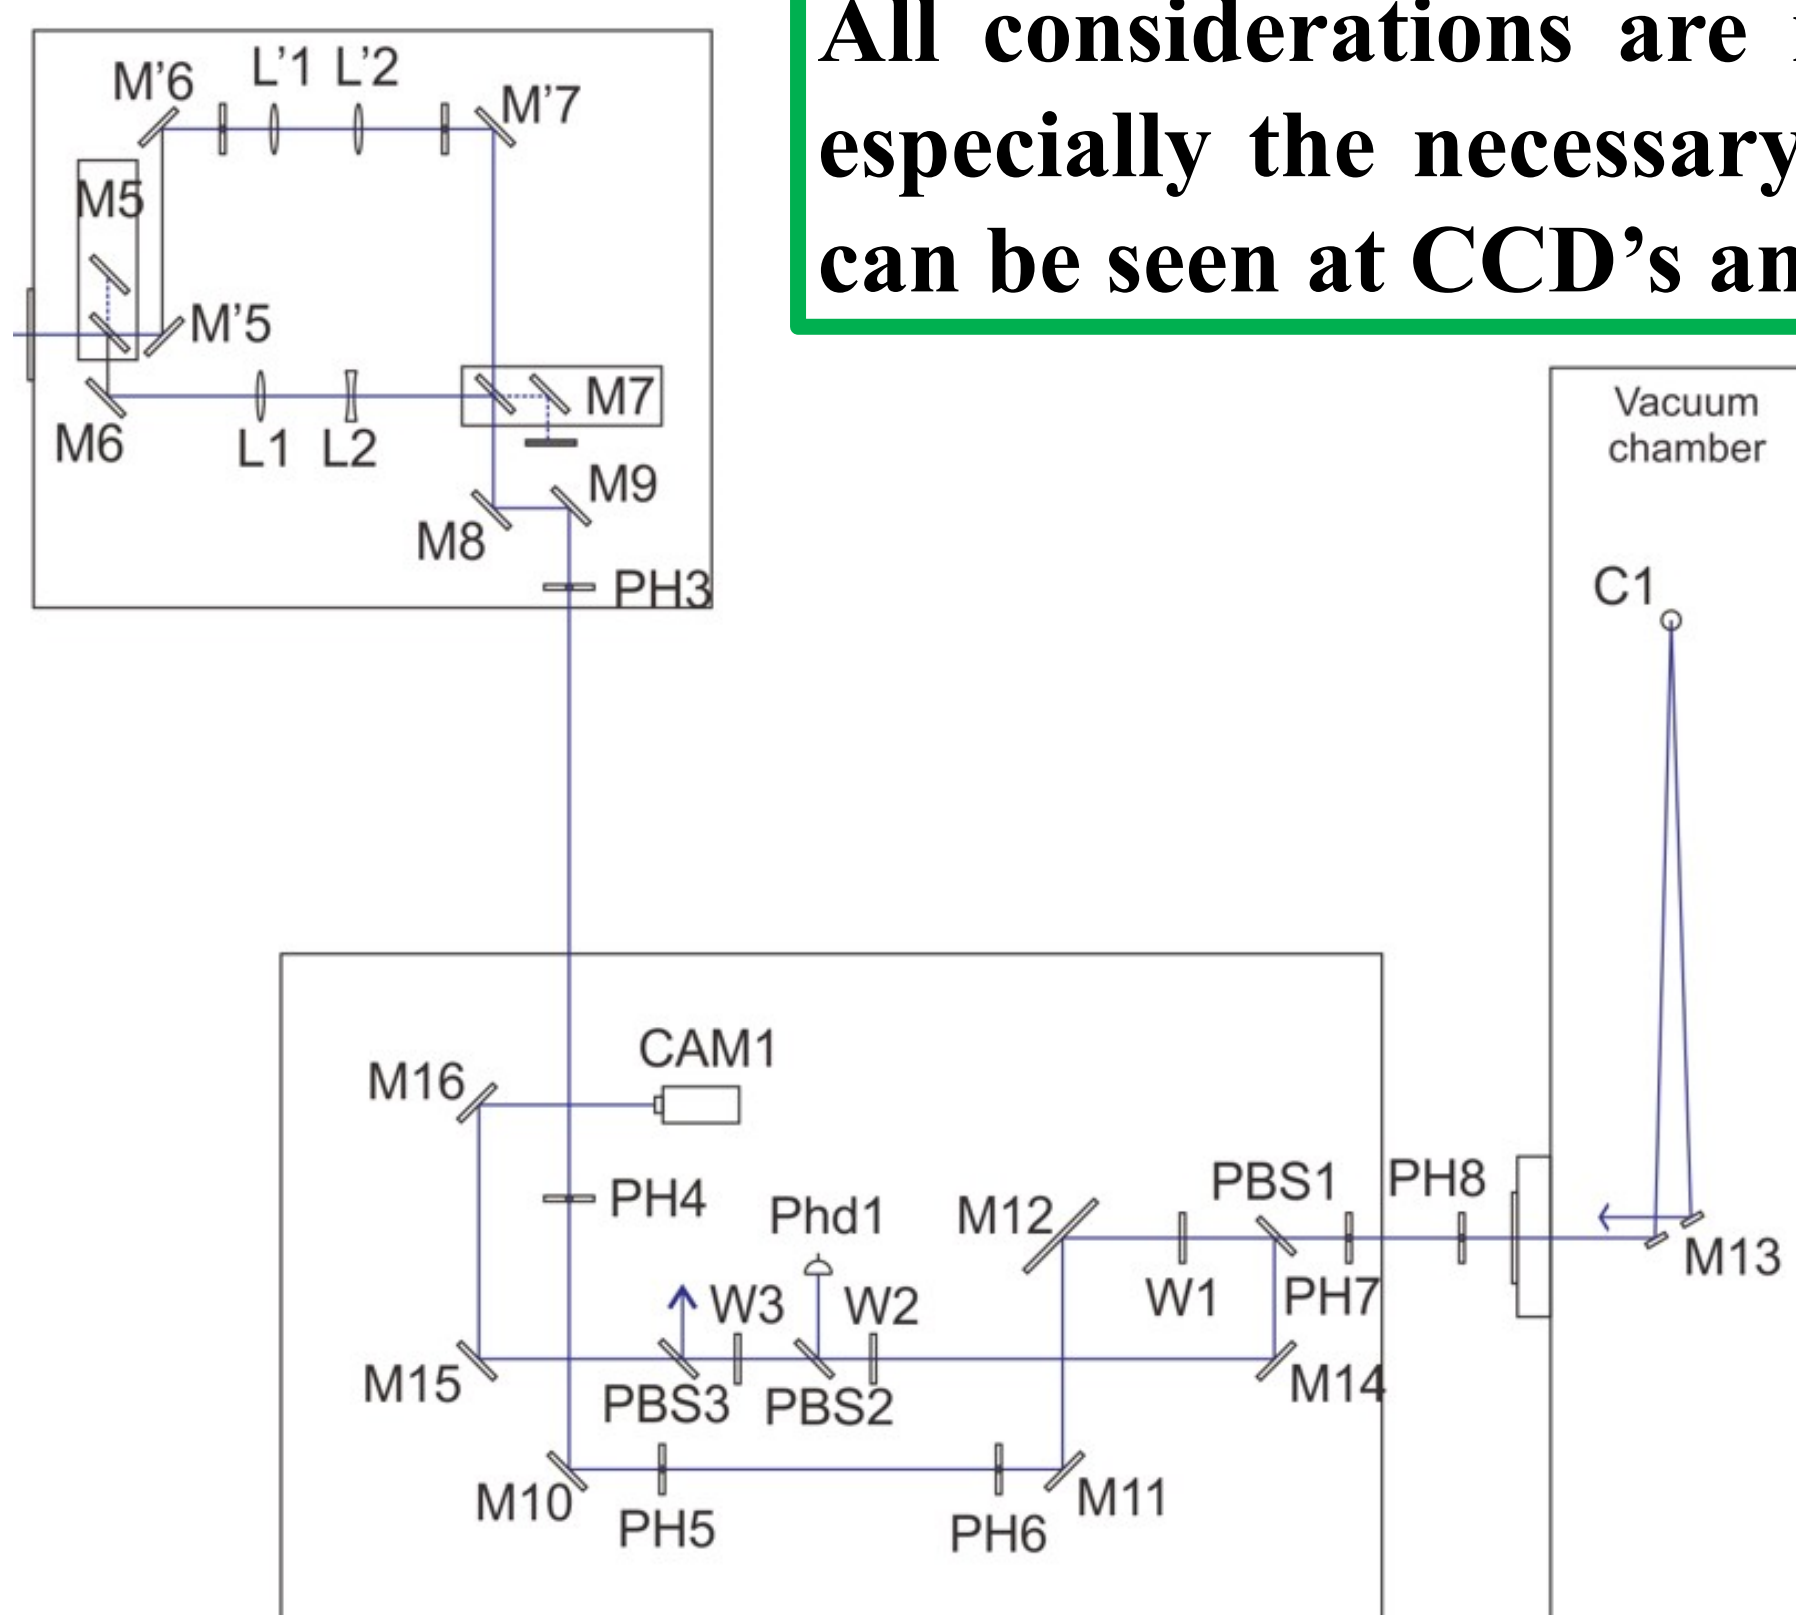 All considerations are
especially the necessary
can be seen at CCD’s an
M’6
L’1
L’2
M’7
M5
M’5
M7
M6
L1
L2
M9
M8
PH3
Vacuum
chamber
C1
CAM1
M16
PH4
Phd1
M12
PBS1
PH8
M13
W3
W2
W1
PH7
M15
PBS3
PBS2
M14
M10
PH5
PH6
M11